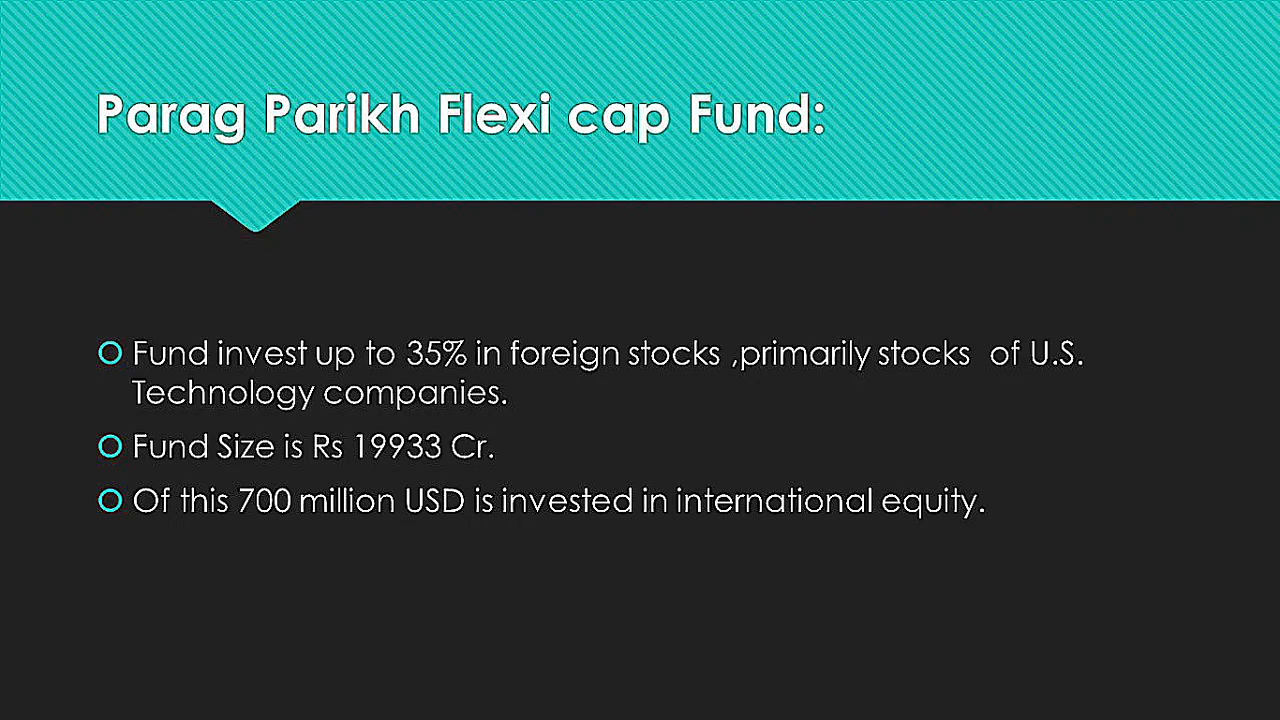 Parag Parikh Flexi cap Fund:
Fund invest up to 35% in foreign stocks ,primarily stocks of U.S.
Technology companies.
Fund Size is Rs 19933 Cr.
Of this 700 million USD is invested in international equity.